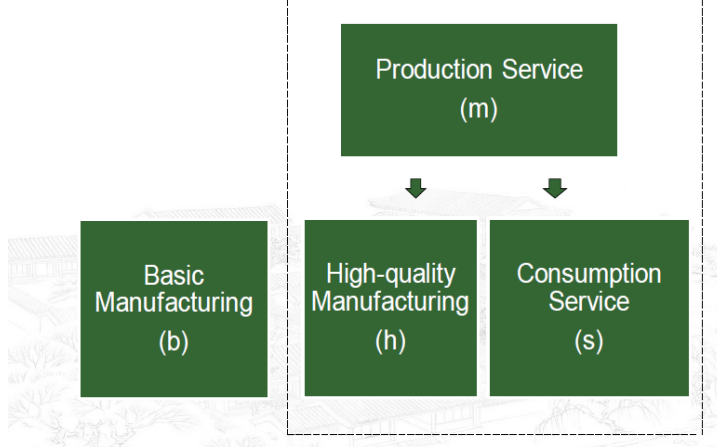 Production Service
(m)
Basic
Manufacturing
(b)
High-quality
Manufacturing
(h)
Consumption
Service
(s)